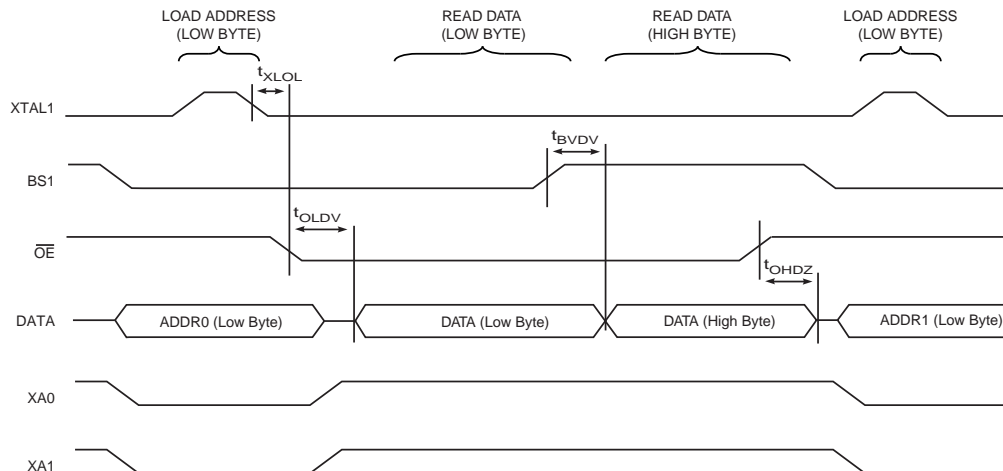 LOAD ADDRESS
(LOW BYTE)
READ DATA
(LOW BYTE)
READ DATA
(HIGH BYTE)
LOAD ADDRESS
(LOW BYTE)
tXLOL
XTAL1
tBVDV
BS1
tOLDV
OE
tOHDZ
DATA
ADDR0 (Low Byte)
DATA (Low Byte)
DATA (High Byte)
ADDR1 (Low Byte)
XA0
XA1